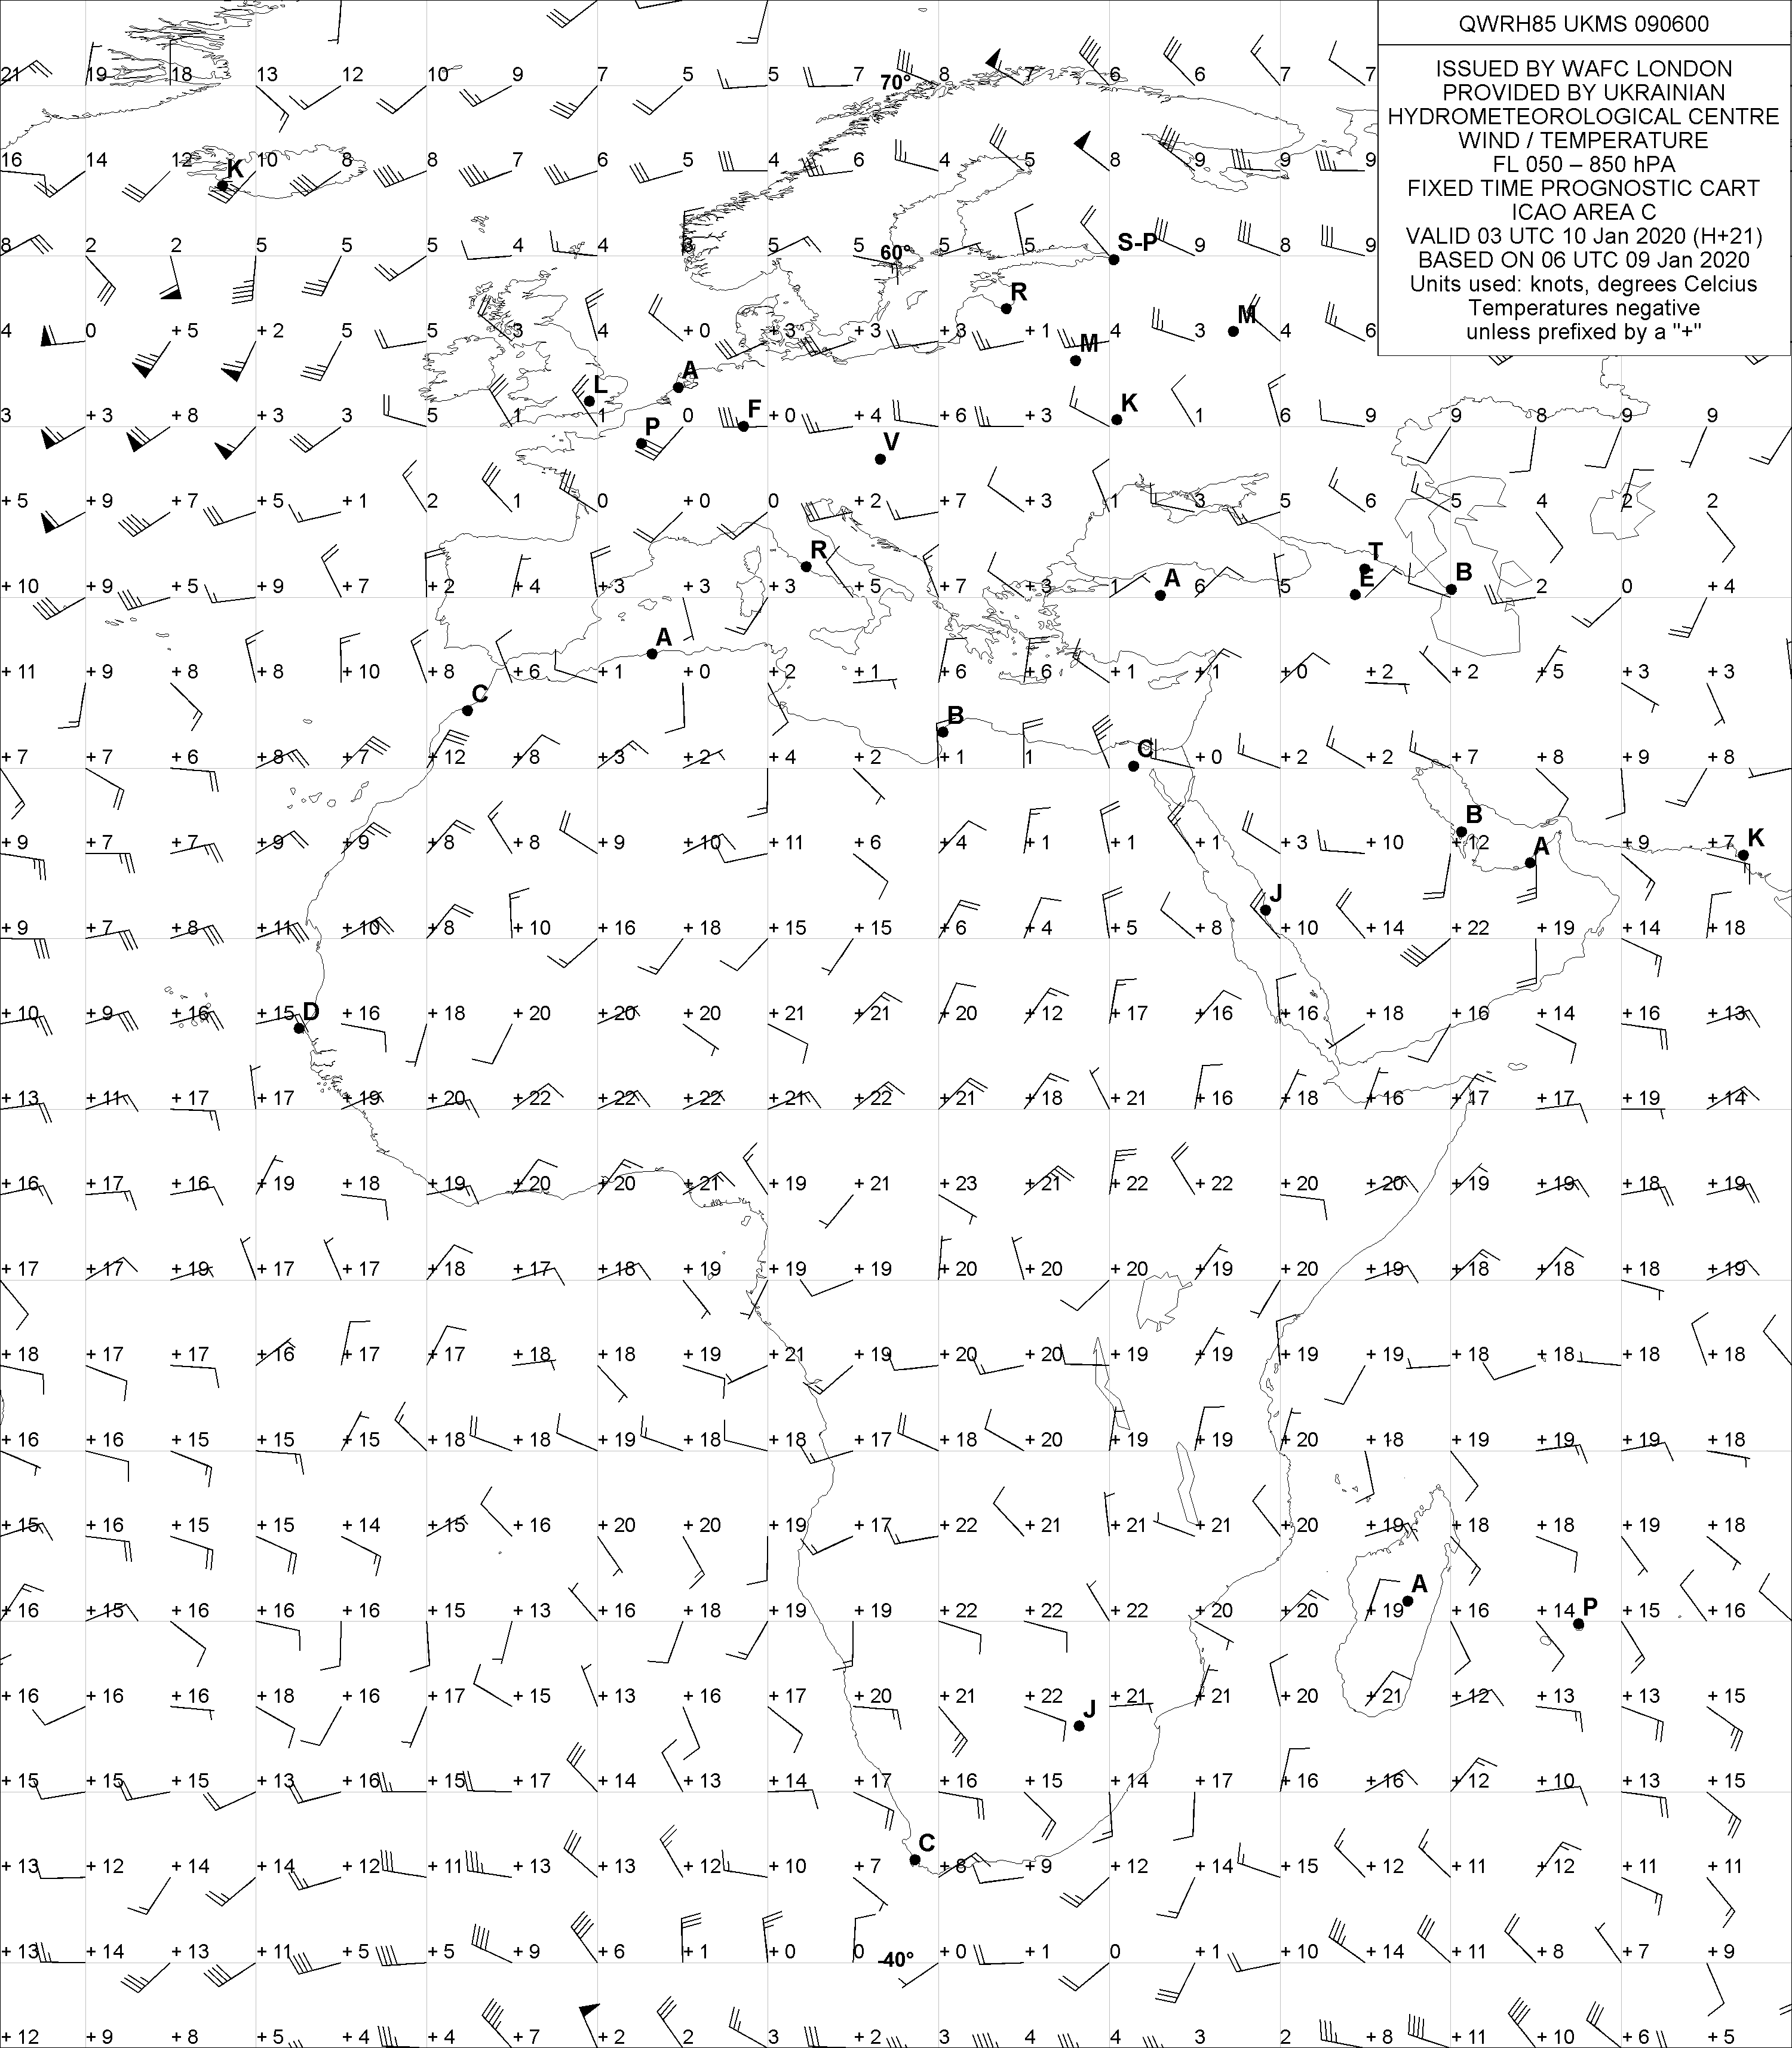 QWRH85 UKMS 090600
ISSUED BY WAFC LONDON
PROVIDED BY UKRAINIAN
HYDROMETEOROLOGICAL CENTRE
WIND / TEMPERATURE
FL 050 – 850 hPA
FIXED TIME PROGNOSTIC CART
ICAO AREA C
VALID 03 UTC 10 Jan 2020 (H+21)
BASED ON 06 UTC 09 Jan 2020
Units used: knots, degrees Celcius
Temperatures negative
unless prefixed by a "+"
21 19 18 13 12 10 9 7 5 5 7 70° 8 7 6 6 7 7
16 14 12 K 10 8 8 7 6 5 4 6 4 5 8 9 9 9
8 2 2 5 5 5 4 4 3 5 5 60° 5 5 S-P 9 8 9
R
4 0 +5 +2 5 5 3 4 +0 +3 +3 +3 +1 M 4 3 M 4 6
A
3 +3 +8 +3 3 5 1 L 1 0 F +0 +4 +6 +3 K 1 6 9 9 8 9 9
P V
+5 +9 +7 +5 +1 2 1 0 +0 0 +2 +7 +3 1 3 5 6 5 4 2 2
R T
+10 +9 +5 +9 +7 +2 +4 +3 +3 +3 +5 +7 +3 1 A 6 5 E B 2 0 +4
A
+11 +9 +8 +8 +10 +8 +6 +1 +0 +2 +1 +6 +6 +1 +1 +0 +2 +2 +5 +3 +3
C B
+7 +7 +6 +8 +7 +12 +8 +3 +2 +4 +2 +1 1 C +0 +2 +2 +7 +8 +9 +8
B
+9 +7 +7 +9 +9 +8 +8 +9 +10 +11 +6 +4 +1 +1 +1 +3 +10 +12 A +9 +7 K
J
+9 +7 +8 +11 +10 +8 +10 +16 +18 +15 +15 +6 +4 +5 +8 +10 +14 +22 +19 +14 +18
+10 +9 +16 +15 D +16 +18 +20 +20 +20 +21 +21 +20 +12 +17 +16 +16 +18 +16 +14 +16 +13
+13 +11 +17 +17 +19 +20 +22 +22 +22 +21 +22 +21 +18 +21 +16 +18 +16 +17 +17 +19 +14
+16 +17 +16 +19 +18 +19 +20 +20 +21 +19 +21 +23 +21 +22 +22 +20 +20 +19 +19 +18 +19
+17 +17 +19 +17 +17 +18 +17 +18 +19 +19 +19 +20 +20 +20 +19 +20 +19 +18 +18 +18 +19
+18 +17 +17 +16 +17 +17 +18 +18 +19 +21 +19 +20 +20 +19 +19 +19 +19 +18 +18 +18 +18
+16 +16 +15 +15 +15 +18 +18 +19 +18 +18 +17 +18 +20 +19 +19 +20 +18 +19 +19 +19 +18
+15 +16 +15 +15 +14 +15 +16 +20 +20 +19 +17 +22 +21 +21 +21 +20 +19 +18 +18 +19 +18
A
+16 +15 +16 +16 +16 +15 +13 +16 +18 +19 +19 +22 +22 +22 +20 +20 +19 +16 +14 P +15 +16
+16 +16 +16 +18 +16 +17 +15 +13 +16 +17 +20 +21 +22 J +21 +21 +20 +21 +12 +13 +13 +15
+15 +15 +15 +13 +16 +15 +17 +14 +13 +14 +17 +16 +15 +14 +17 +16 +16 +12 +10 +13 +15
C
+13 +12 +14 +14 +12 +11 +13 +13 +12 +10 +7 +8 +9 +12 +14 +15 +12 +11 +12 +11 +11
+13 +14 +13 +11 +5 +5 +9 +6 +1 +0 0 -40° +0 +1 0 +1 +10 +14 +11 +8 +7 +9
+12 +9 +8 +5 +4 +4 +7 +2 2 3 +2 3 4 4 3 2 +8 +11 +10 +6 +5